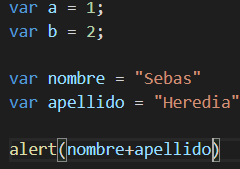 var a = 1;
var b = 2;
var nombre = "Sebas"
var apellido = "Heredia"
alert(nombre+apellido)